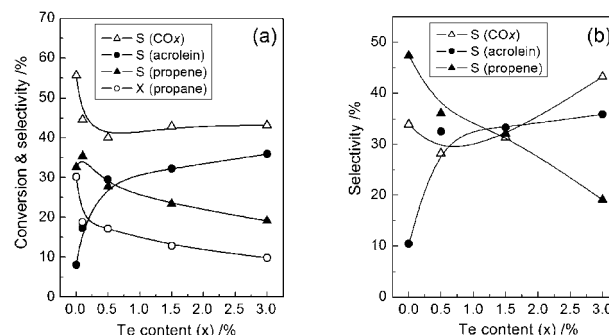 70
60
50
40
30
20
10
0
Conversion & selectivity /%
(a)
S (COx)
S (acrolein)
S (propene)
X (propane)
0.0 0.5 1.0 1.5 2.0 2.5 3.0
Te content (x) /%
50
40
30
20
10
0
Selectivity /%
(b)
S (COx)
S (acrolein)
S (propene)
0.0 0.5 1.0 1.5 2.0 2.5 3.0
Te content (x) /%